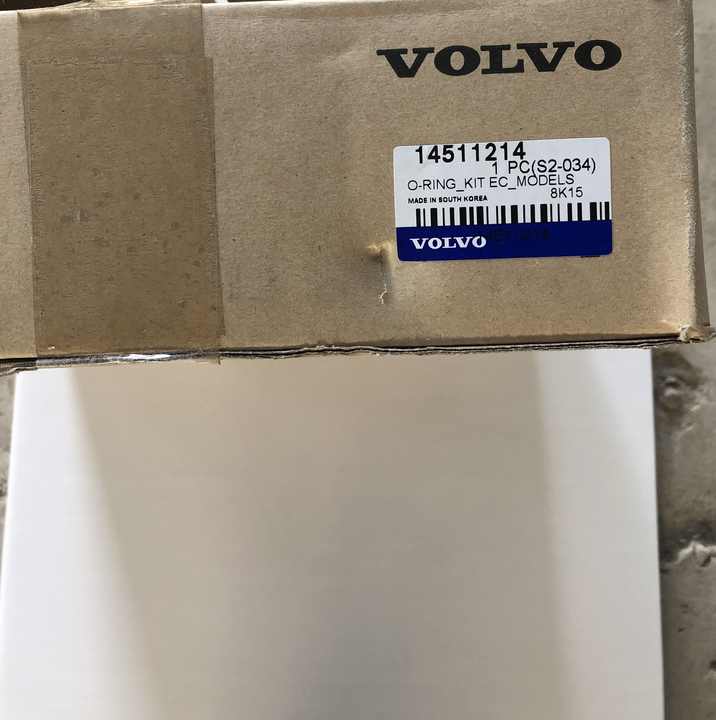 VOLVO
14511214
1 PC(S2-034)
O-RING_KIT EC_MODELS
MADE IN SOUTH KOREA 8K15
VOLVO